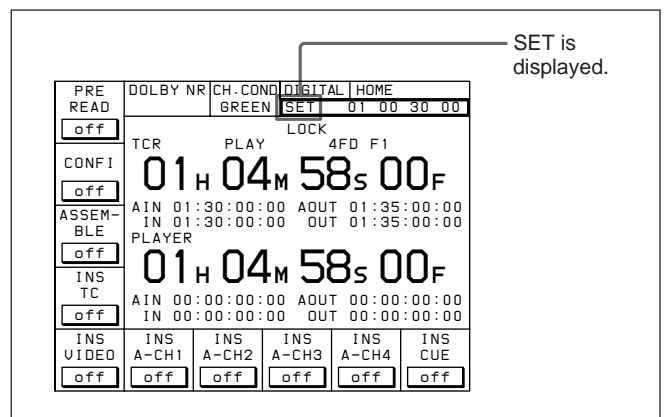 SET is
displayed.
PRE
READ
off
DOLBY NR
CH.COND
GREEN
DIGITAL
HOME
SET 01 00 30 00
LOCK
TCR PLAY 4FD F1
01H 04M 58S 00F
AIN 01:30:00:00 AOUT 01:35:00:00
IN 01:30:00:00 OUT 01:35:00:00
PLAYER
01H 04M 58S 00F
AIN 00:00:00:00 AOUT 00:00:00:00
IN 00:00:00:00 OUT 00:00:00:00
CONFI
off
ASSEM-
BLE
off
INS
TC
off
INS
VIDEO
off
INS
A-CH1
off
INS
A-CH2
off
INS
A-CH3
off
INS
A-CH4
off
INS
CUE
off